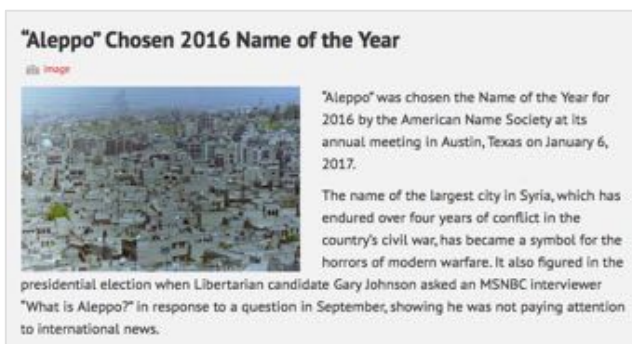 “Aleppo” Chosen 2016 Name of the Year
image
“Aleppo” was chosen the Name of the Year for
2016 by the American Name Society at its
annual meeting in Austin, Texas on January 6,
2017.
The name of the largest city in Syria, which has
endured over four years of conflict in the
country’s civil war, has became a symbol for the
horrors of modern warfare. It also figured in the
presidential election when Libertarian candidate Gary Johnson asked an MSNBC interviewer
“What is Aleppo?” in response to a question in September, showing he was not paying attention
to international news.